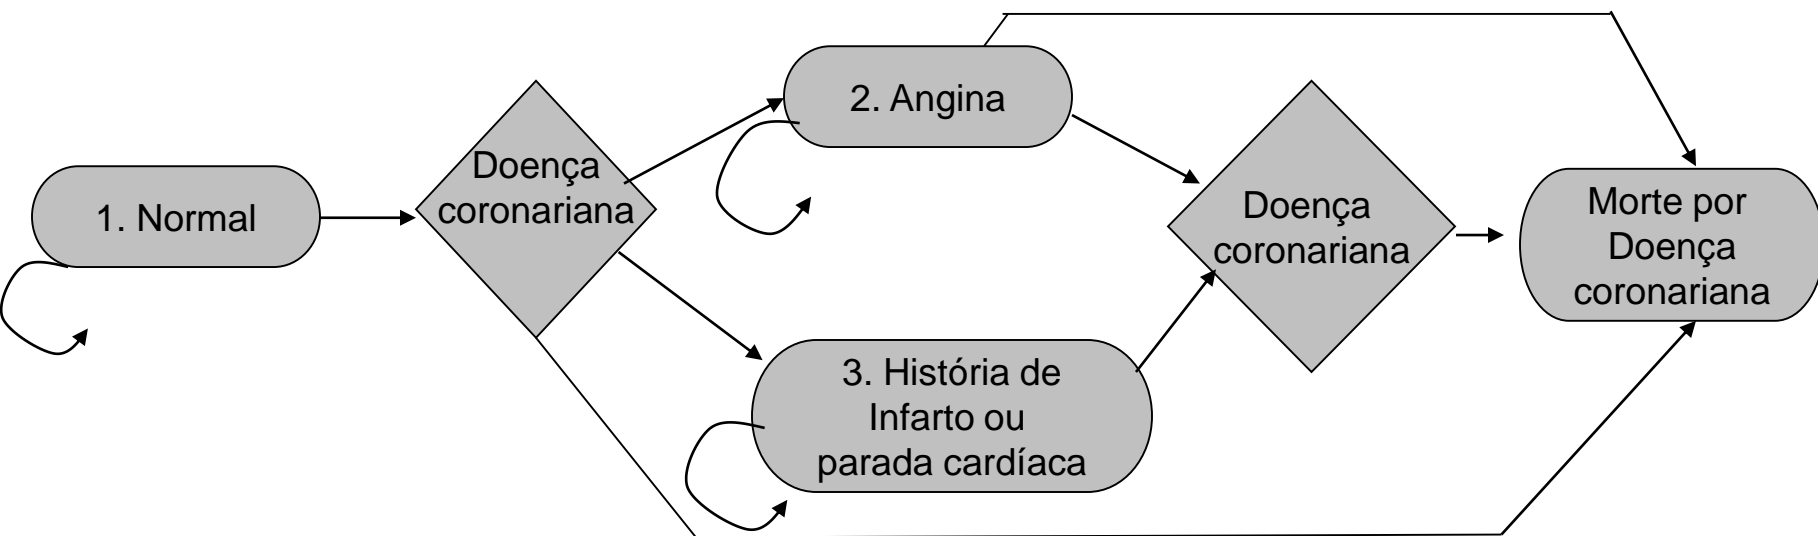 1. Normal
Doença
coronariana
2. Angina
3. História de
Infarto ou
parada cardíaca
Doença
coronariana
Morte por
Doença
coronariana